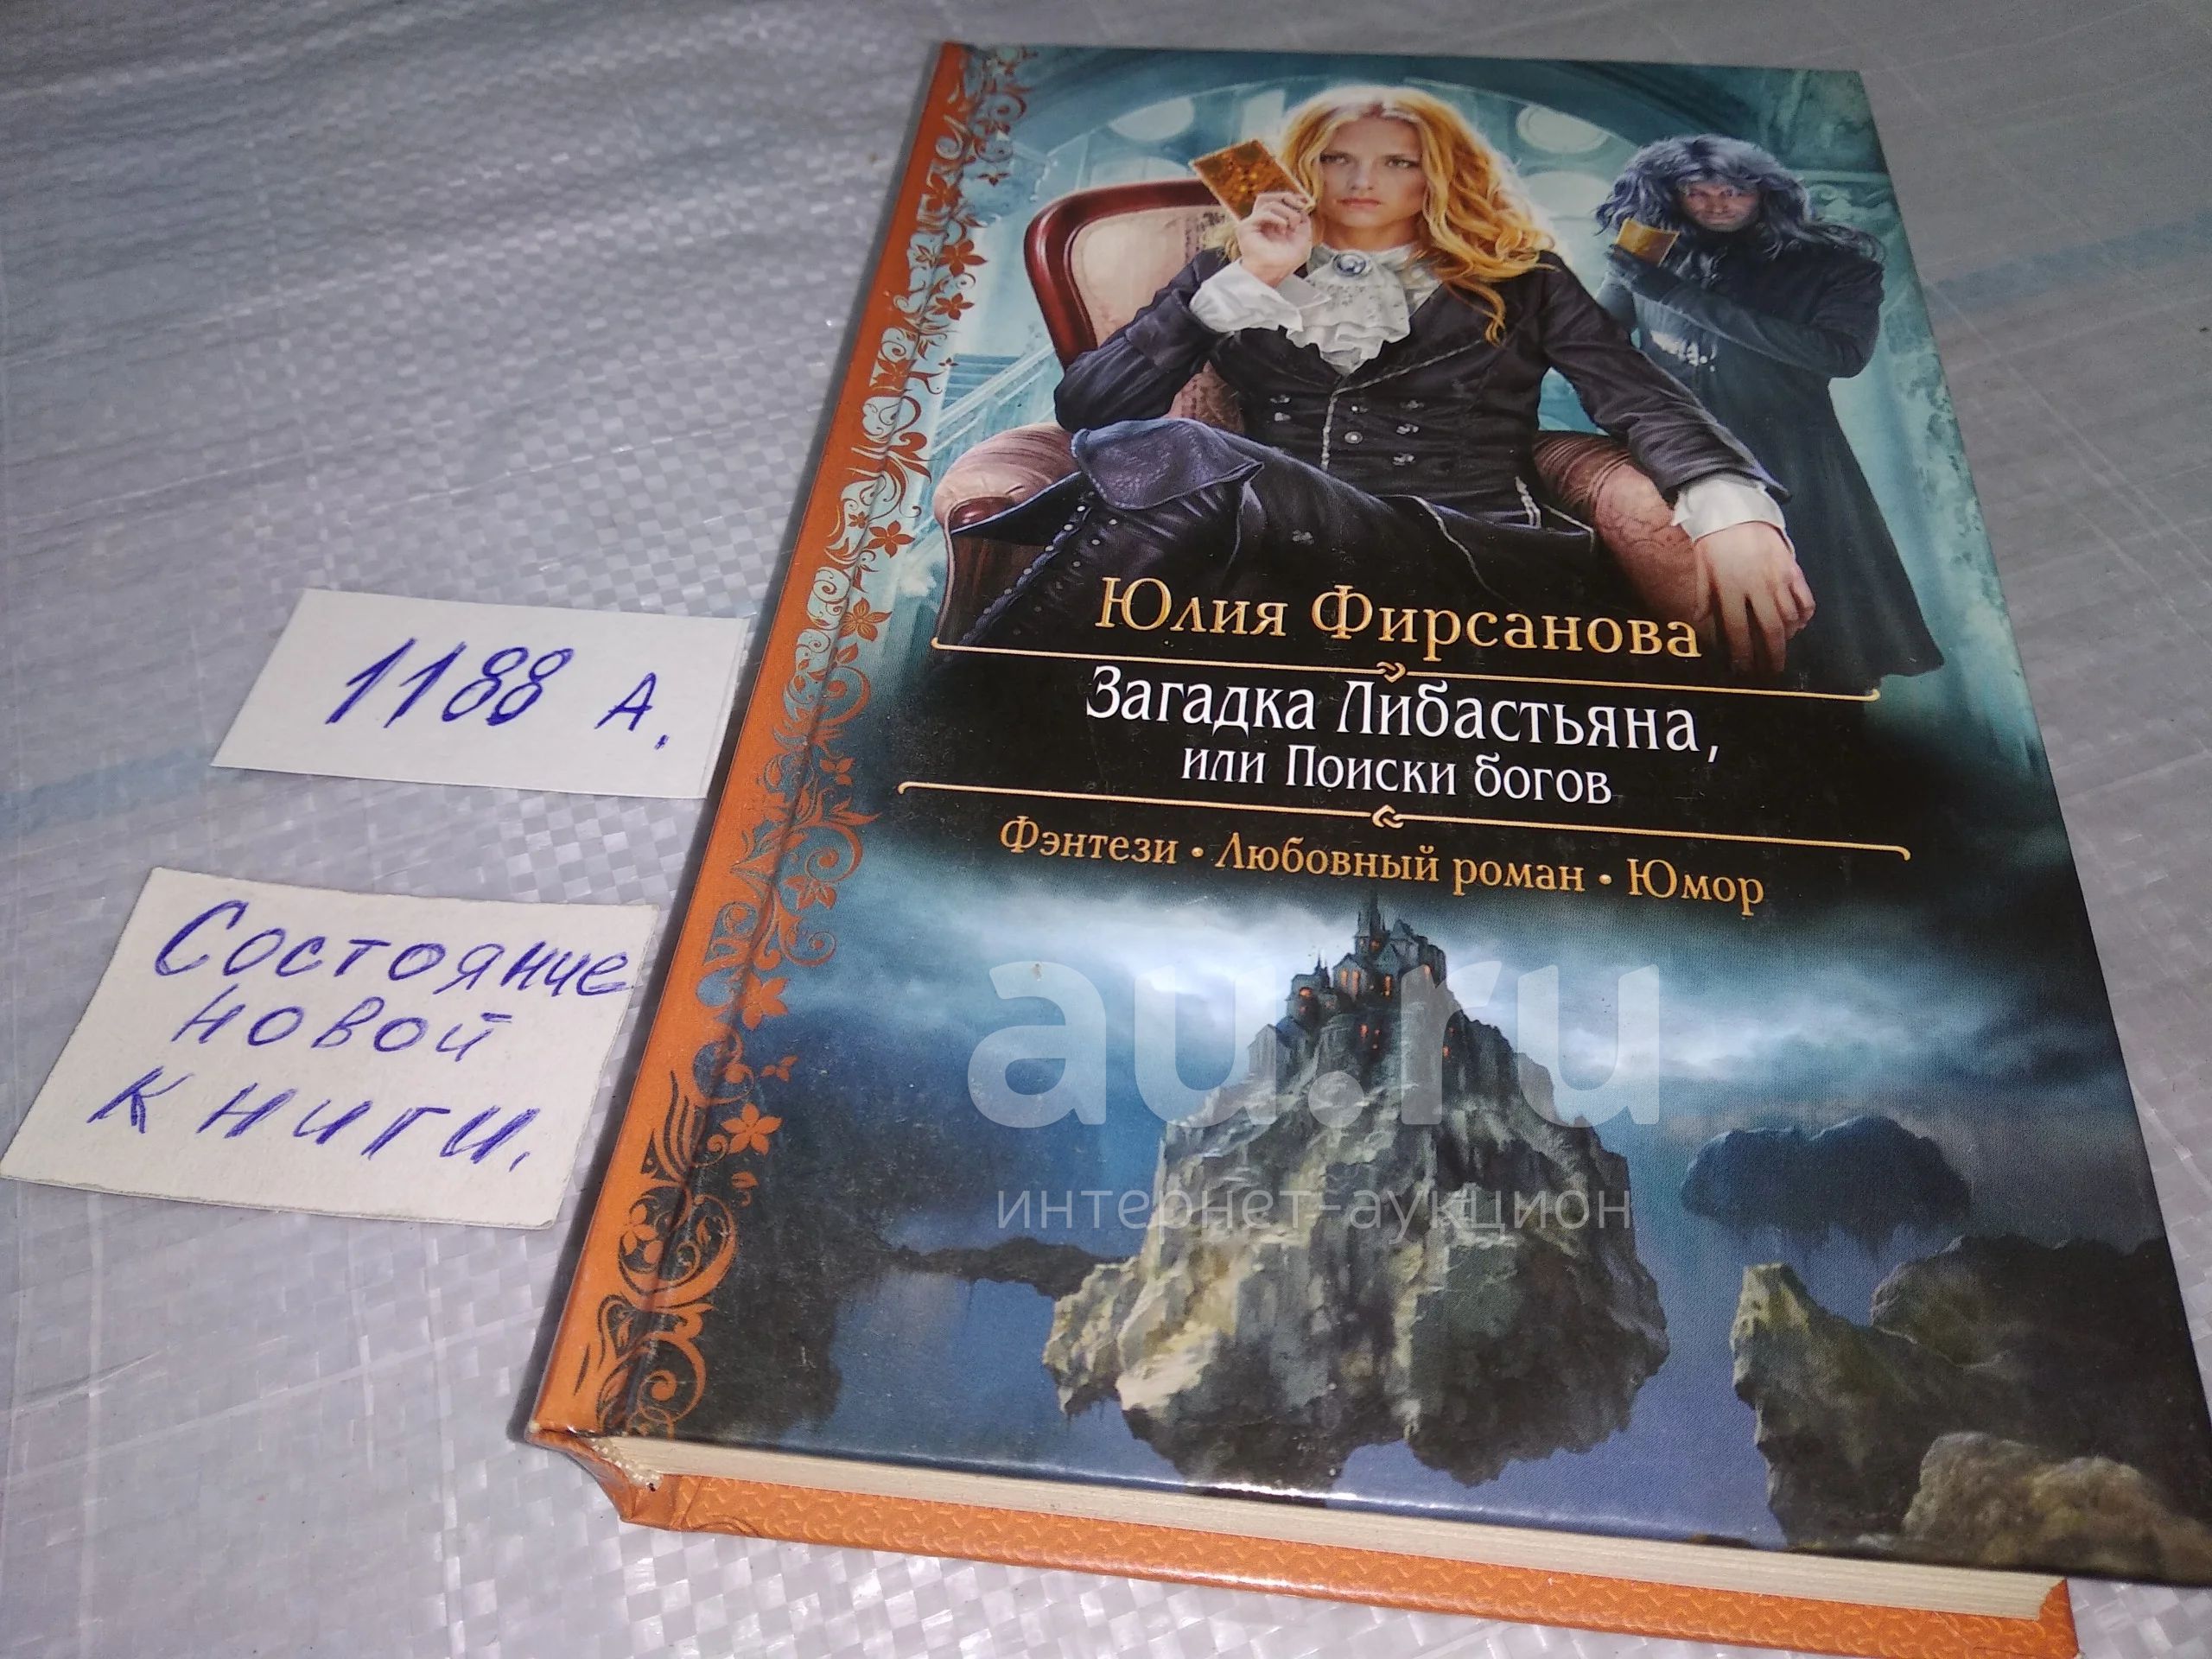 1188 А.
Состояние
новой
книги.
Юлия Фирсанова
Загадка Либастьяна,
или Поиски богов
Фэнтези • Любовный роман • Юмор
au.ru
интернет-аукцион